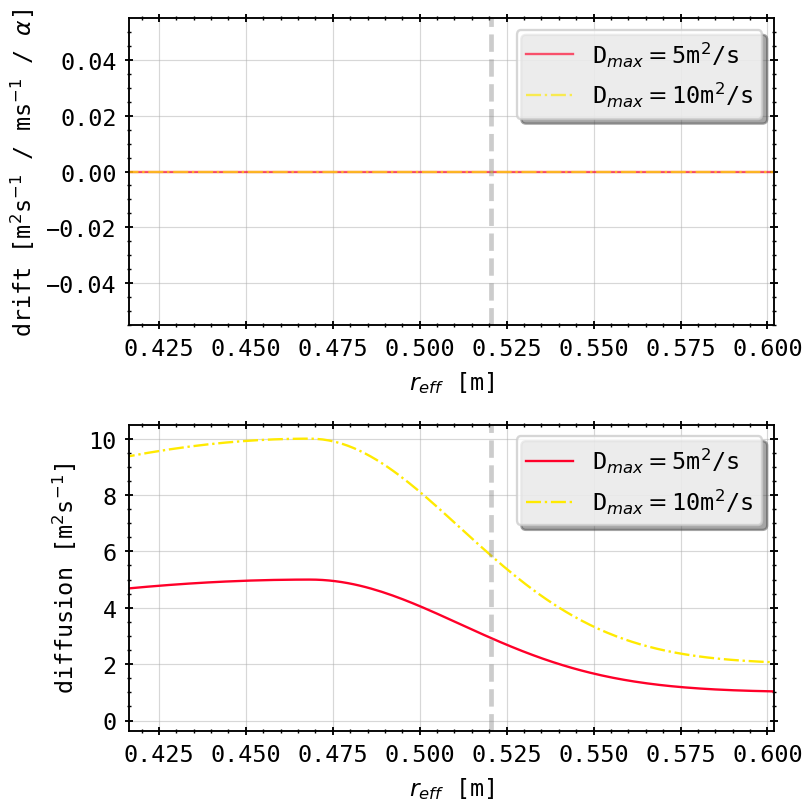 drift [m²s⁻¹ / ms⁻¹ / α]
0.04
0.02
0.00
−0.02
−0.04
D_max = 5m²/s
D_max = 10m²/s
0.425 0.450 0.475 0.500 0.525 0.550 0.575 0.600
r_eff [m]
diffusion [m²s⁻¹]
10
8
6
4
2
0
D_max = 5m²/s
D_max = 10m²/s
0.425 0.450 0.475 0.500 0.525 0.550 0.575 0.600
r_eff [m]